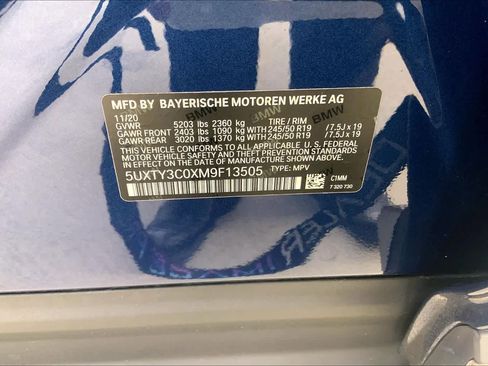 MFD BY BAYERISCHE MOTOREN WERKE AG
11/20
GVWR 5203 lbs 2360 kg TIRE / RIM
GAWR FRONT 2403 lbs 1090 kg 245/50 R19 /7.5J x 19
GAWR REAR 3020 lbs 1370 kg 245/50 R19 /7.5J x 19
THIS VEHICLE CONFORMS TO ALL APPLICABLE U.S. FEDERAL
MOTOR VEHICLE SAFETY, BUMPER, AND THEFT PREVENTION
STANDARDS IN EFFECT ON THE DATE OF MANUFACTURE SHOWN ABOVE.
5UXTY3C0XM9F13505 TYPE: MPV
C1MM
7 320 730